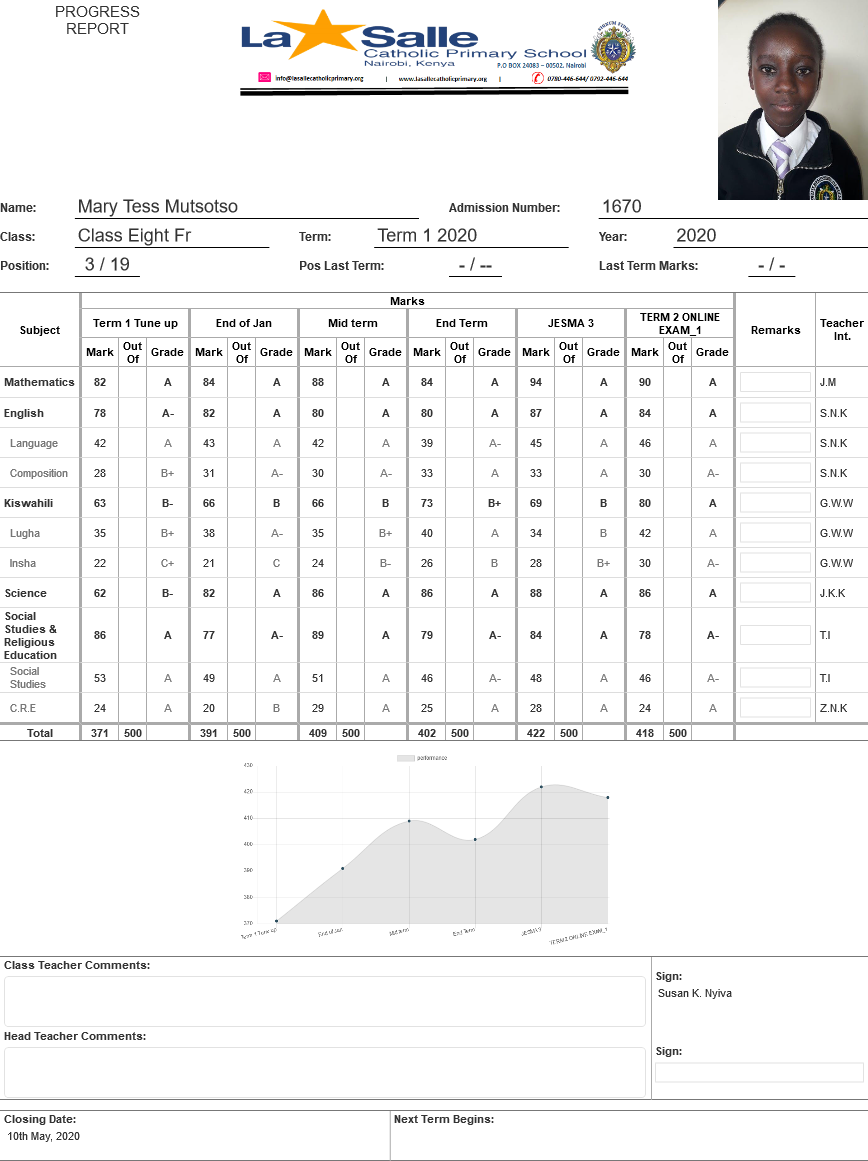 PROGRESS
REPORT
La Salle
Catholic Primary School
Nairobi, Kenya
P.O BOX 24083 – 00502, Nairobi
info@lasallecatholicprimary.org | www.lasallecatholicprimary.org | 0780-446-644/ 0792-446-644
Name: Mary Tess Mutsotso Admission Number: 1670
Class: Class Eight Fr Term: Term 1 2020 Year: 2020
Position: 3 / 19 Pos Last Term: - / -- Last Term Marks: - / -
Marks
Subject Term 1 Tune up End of Jan Mid term End Term JESMA 3 TERM 2 ONLINE EXAM_1 Remarks Teacher Int.
Mark Out Of Grade Mark Out Of Grade Mark Out Of Grade Mark Out Of Grade Mark Out Of Grade Mark Out Of Grade
Mathematics 82 A 84 A 88 A 84 A 94 A 90 A J.M
English 78 A- 82 A 80 A 80 A 87 A 84 A S.N.K
Language 42 A 43 A 42 A 39 A- 45 A 46 A S.N.K
Composition 28 B+ 31 A- 30 A- 33 A 33 A 30 A- S.N.K
Kiswahili 63 B- 66 B 66 B 73 B+ 69 B 80 A G.W.W
Lugha 35 B+ 38 A- 35 B+ 40 A 34 B 42 A G.W.W
Insha 22 C+ 21 C 24 B- 26 B 28 B+ 30 A- G.W.W
Science 62 B- 82 A 86 A 86 A 88 A 86 A J.K.K
Social Studies & Religious Education 86 A 77 A- 89 A 79 A- 84 A 78 A- T.I
Social Studies 53 A 49 A 51 A 46 A- 48 A 46 A- T.I
C.R.E 24 A 20 B 29 A 25 A 28 A 24 A Z.N.K
Total 371 500 391 500 409 500 402 500 422 500 418 500
performance
430
420
410
400
390
380
370
Term 1 Tune up End of Jan Mid term End Term JESMA 3 TERM 2 ONLINE EXAM_1
Class Teacher Comments:
Sign:
Susan K. Nyiva
Head Teacher Comments:
Sign:
Closing Date: Next Term Begins:
10th May, 2020